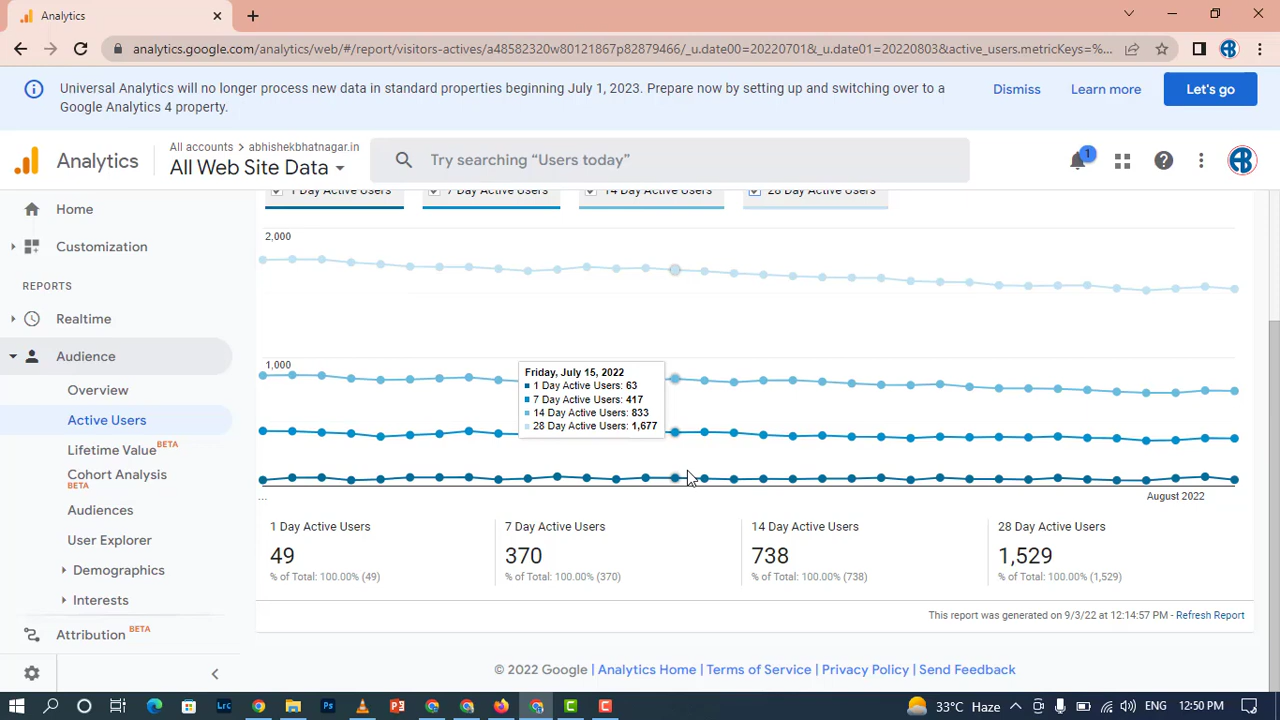 Analytics
analytics.google.com/analytics/web/#/report/visitors-actives/a48582320w80121867p82879466/_u.date00=20220701&_u.date01=20220803&active_users.metricKeys=%...
Universal Analytics will no longer process new data in standard properties beginning July 1, 2023. Prepare now by setting up and switching over to a
Google Analytics 4 property.
Dismiss
Learn more
Let's go
Analytics
All accounts > abhishekbhatnagar.in
All Web Site Data
Try searching “Users today”
1
1 Day Active Users
7 Day Active Users
14 Day Active Users
28 Day Active Users
Home
Customization
REPORTS
Realtime
Audience
Overview
Active Users
Lifetime Value BETA
Cohort Analysis
BETA
Audiences
User Explorer
Demographics
Interests
Attribution BETA
2,000
1,000
Friday, July 15, 2022
1 Day Active Users: 63
7 Day Active Users: 417
14 Day Active Users: 833
28 Day Active Users: 1,677
...
August 2022
1 Day Active Users
49
% of Total: 100.00% (49)
7 Day Active Users
370
% of Total: 100.00% (370)
14 Day Active Users
738
% of Total: 100.00% (738)
28 Day Active Users
1,529
% of Total: 100.00% (1,529)
This report was generated on 9/3/22 at 12:14:57 PM - Refresh Report
© 2022 Google | Analytics Home | Terms of Service | Privacy Policy | Send Feedback
Lrc
Ps
33°C Haze
ENG
12:50 PM